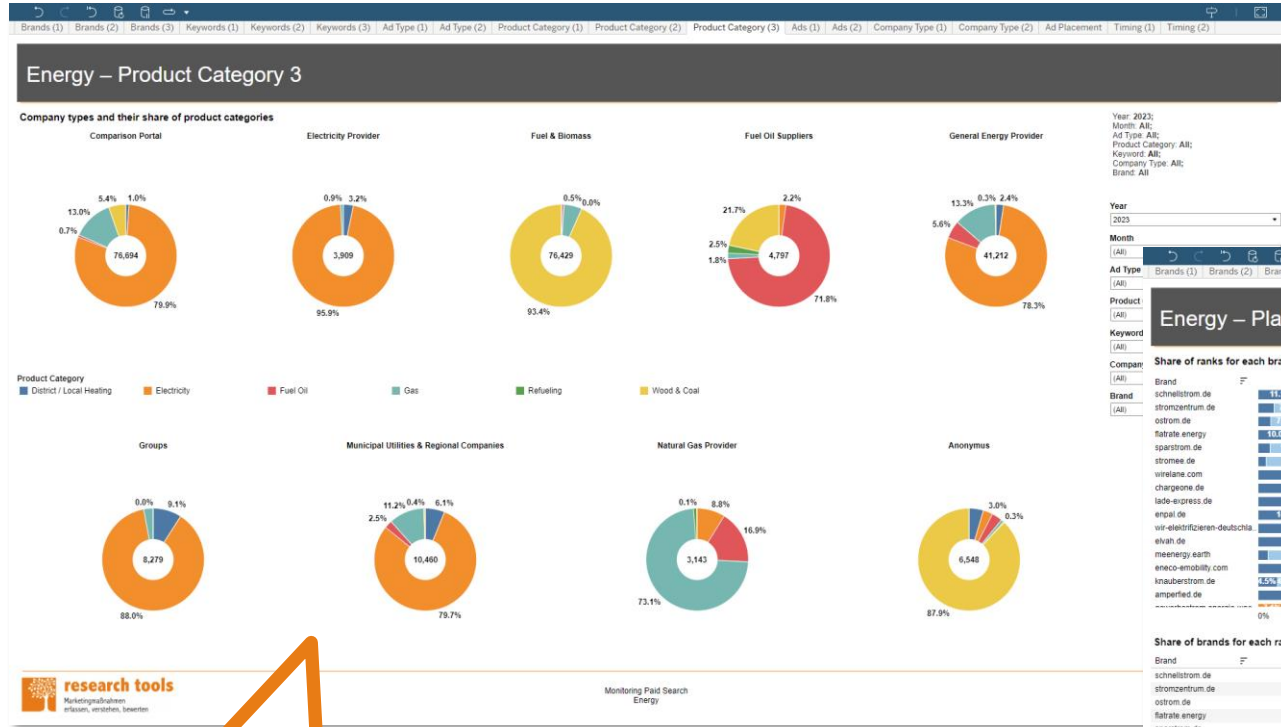 Brands (1) Brands (2) Brands (3) Keywords (1) Keywords (2) Keywords (3) Ad Type (1) Ad Type (2) Product Category (1) Product Category (2) Product Category (3) Ads (1) Ads (2) Company Type (1) Company Type (2) Ad Placement Timing (1) Timing (2)
Energy – Product Category 3
Company types and their share of product categories
Comparison Portal Electricity Provider Fuel & Biomass Fuel Oil Suppliers General Energy Provider
5.4% 1.0%
13.0%
0.7%
76,694
79.9%
0.9% 3.2%
3,909
95.9%
0.5% 0.0%
76,429
93.4%
2.2%
21.7%
2.5%
1.8%
4,797
71.8%
13.3% 0.3% 2.4%
5.6%
41,212
78.3%
Product Category
District / Local Heating Electricity Fuel Oil Gas Refueling Wood & Coal
Groups Municipal Utilities & Regional Companies Natural Gas Provider Anonymus
0.0% 9.1%
8,279
88.0%
11.2% 0.4% 6.1%
2.5%
10,460
79.7%
0.1% 8.8%
16.9%
3,143
73.1%
3.0%
0.3%
6,548
87.9%
Year: 2023;
Month: All;
Ad Type: All;
Product Category: All;
Keyword: All;
Company Type: All;
Brand: All
Year
2023
Month
(All)
Ad Type
(All)
Product
(All)
Keyword
(All)
Company
(All)
Brand
(All)
Brands (1) Brands (2) Bran
Energy – Pla
Share of ranks for each bra
Brand
schnellstrom.de
stromzentrum.de
ostrom.de
flatrate.energy
sparstrom.de
stromee.de
wirelane.com
chargeone.de
lade-express.de
enpal.de
wir-elektrifizieren-deutschla..
elvah.de
meenergy.earth
eneco-emobility.com
knauberstrom.de
amperfied.de
0%
Share of brands for each ra
Brand
schnellstrom.de
stromzentrum.de
ostrom.de
flatrate.energy
research tools
Marketingmaßnahmen
erfassen, verstehen, bewerten
Monitoring Paid Search
Energy